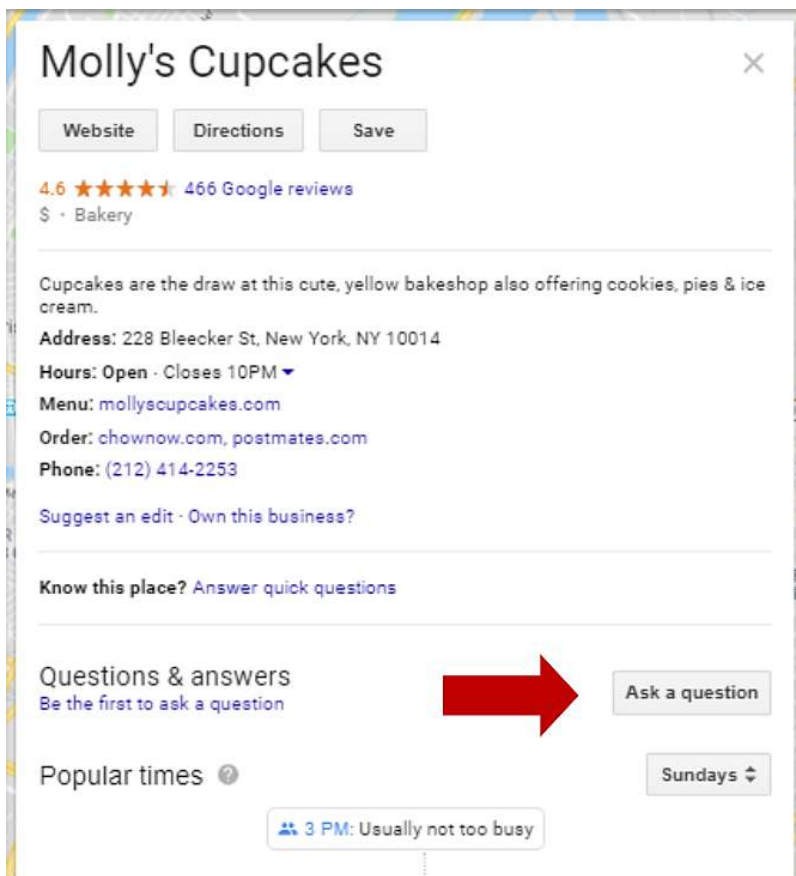 Molly's Cupcakes
Website Directions Save
4.6 466 Google reviews
$ · Bakery
Cupcakes are the draw at this cute, yellow bakeshop also offering cookies, pies & ice
cream.
Address: 228 Bleecker St, New York, NY 10014
Hours: Open · Closes 10PM
Menu: mollyscupcakes.com
Order: chownow.com, postmates.com
Phone: (212) 414-2253
Suggest an edit · Own this business?
Know this place? Answer quick questions
Questions & answers
Be the first to ask a question
Ask a question
Popular times ?
Sundays
3 PM: Usually not too busy